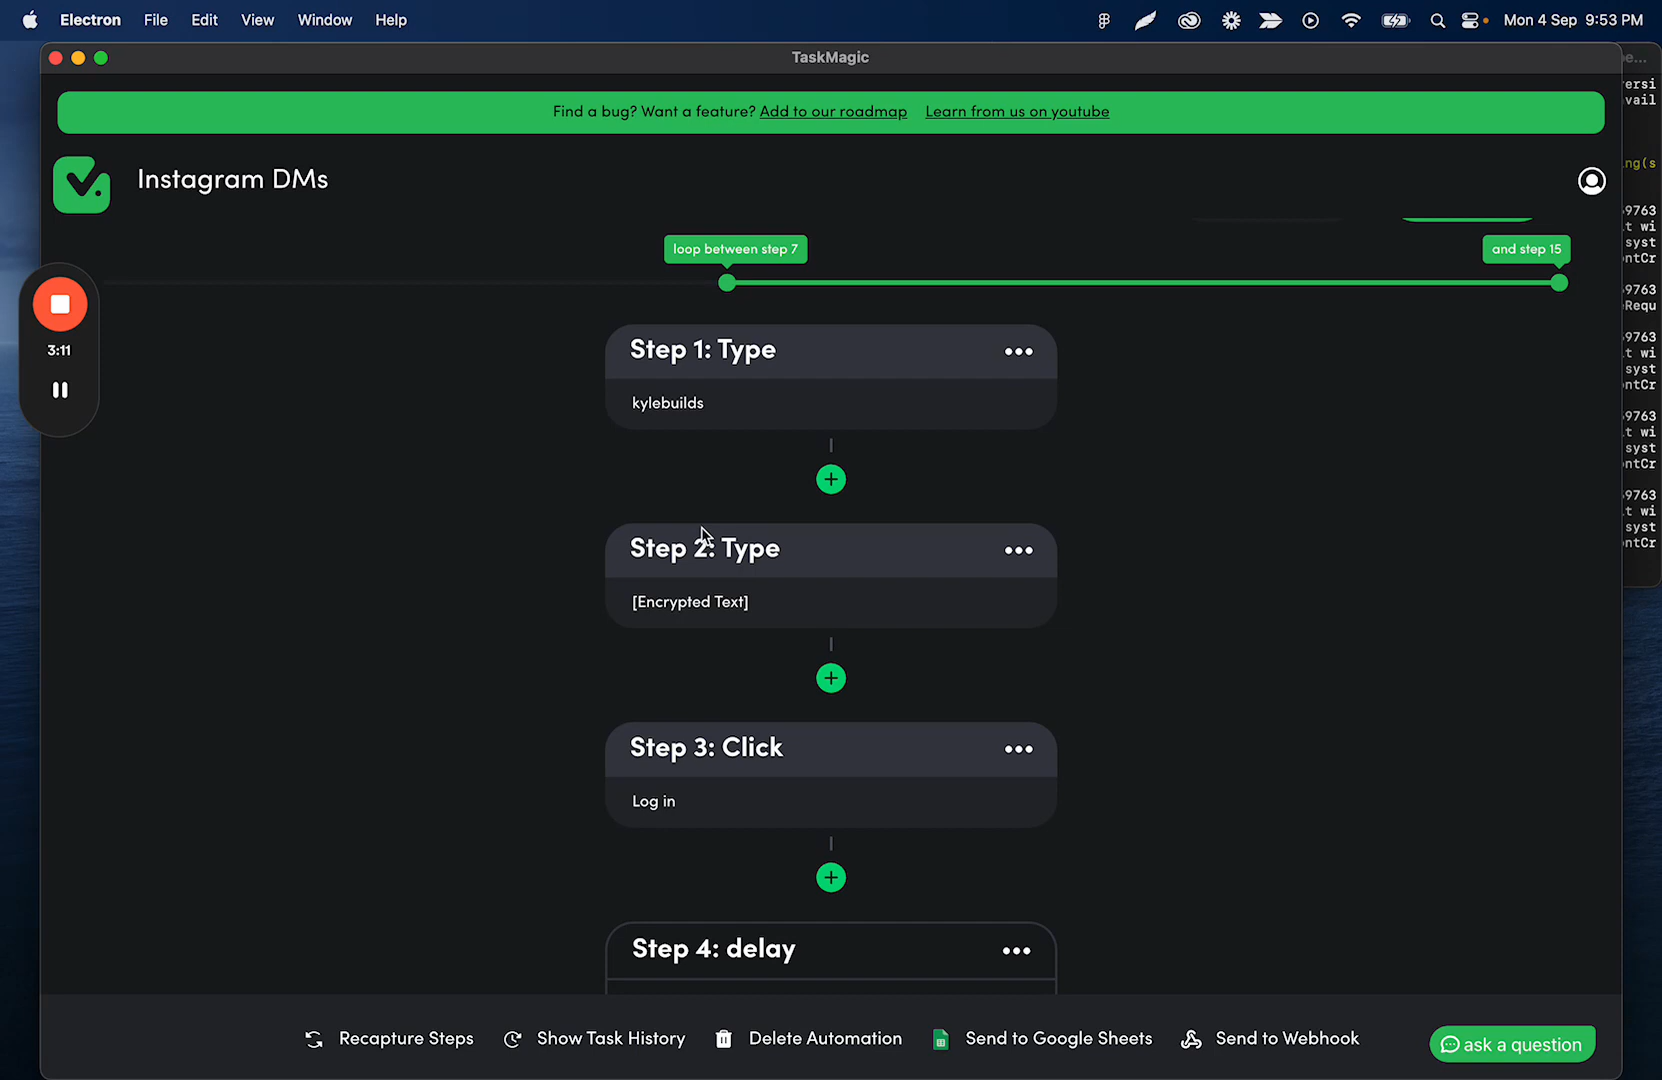 Electron File Edit View Window Help
Mon 4 Sep 9:53 PM
TaskMagic
Find a bug? Want a feature? Add to our roadmap Learn from us on youtube
Instagram DMs
loop between step 7
and step 15
3:11
Step 1: Type
kylebuilds
Step 2: Type
[Encrypted Text]
Step 3: Click
Log in
Step 4: delay
Recapture Steps
Show Task History
Delete Automation
Send to Google Sheets
Send to Webhook
ask a question